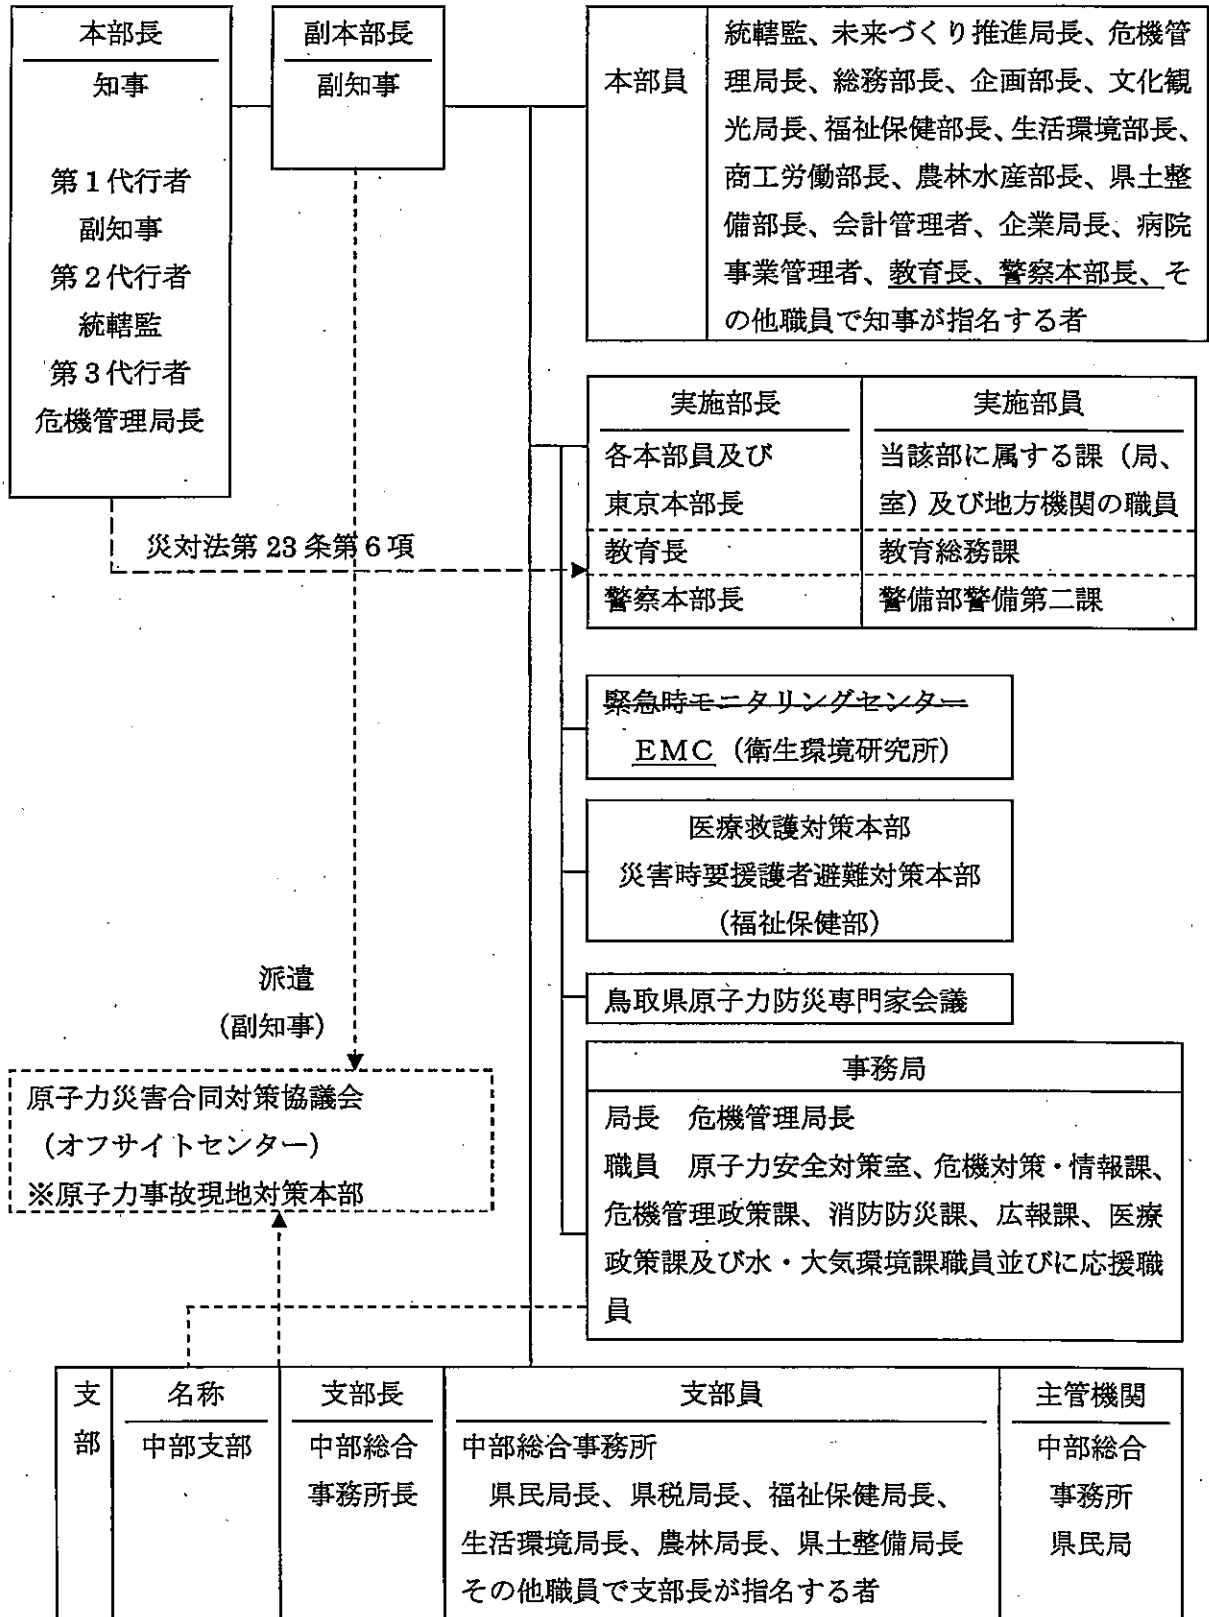 本部長
知事
第1代行者
副知事
第2代行者
統轄監
第3代行者
危機管理局長
副本部長
副知事
本部員
統轄監、未来づくり推進局長、危機管
理局長、総務部長、企画部長、文化観
光局長、福祉保健部長、生活環境部長、
商工労働部長、農林水産部長、県土整
備部長、会計管理者、企業局長、病院
事業管理者、教育長、警察本部長、そ
の他職員で知事が指名する者
実施部長
実施部員
各本部員及び
東京本部長
当該部に属する課（局、
室）及び地方機関の職員
教育長
教育総務課
警察本部長
警備部警備第二課
災対法第23条第6項
緊急時モニタリングセンター
EMC（衛生環境研究所）
医療救護対策本部
災害時要援護者避難対策本部
（福祉保健部）
鳥取県原子力防災専門家会議
派遣
（副知事）
原子力災害合同対策協議会
（オフサイトセンター）
※原子力事故現地対策本部
事務局
局長　危機管理局長
職員　原子力安全対策室、危機対策・情報課、
危機管理政策課、消防防災課、広報課、医療
政策課及び水・大気環境課職員並びに応援職
員
支部
名称
中部支部
支部長
中部総合
事務所長
支部員
中部総合事務所
県民局長、県税局長、福祉保健局長、
生活環境局長、農林局長、県土整備局長
その他職員で支部長が指名する者
主管機関
中部総合
事務所
県民局